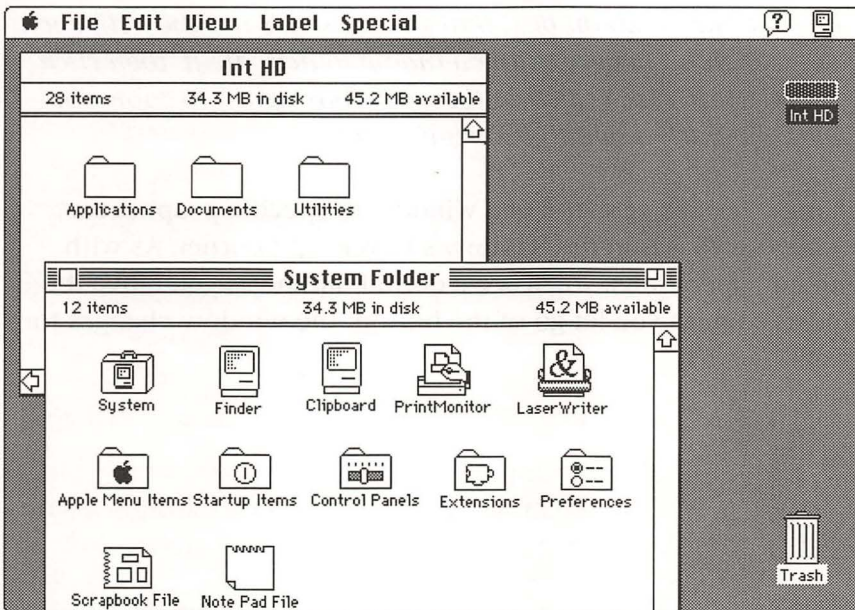 File Edit View Label Special
Int HD
28 items 34.3 MB in disk 45.2 MB available
Int HD
Applications Documents Utilities
System Folder
12 items 34.3 MB in disk 45.2 MB available
System Finder Clipboard PrintMonitor LaserWriter
&
Apple Menu Items Startup Items Control Panels Extensions Preferences
Scrapbook File Note Pad File
Trash